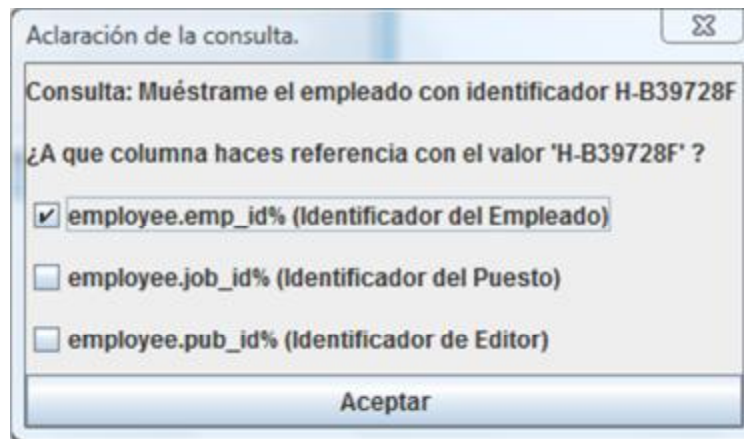 Aclaración de la consulta.
Consulta: Muéstrame el empleado con identificador H-B39728F
¿A que columna haces referencia con el valor 'H-B39728F' ?
employee.emp_id% (Identificador del Empleado)
employee.job_id% (Identificador del Puesto)
employee.pub_id% (Identificador de Editor)
Aceptar